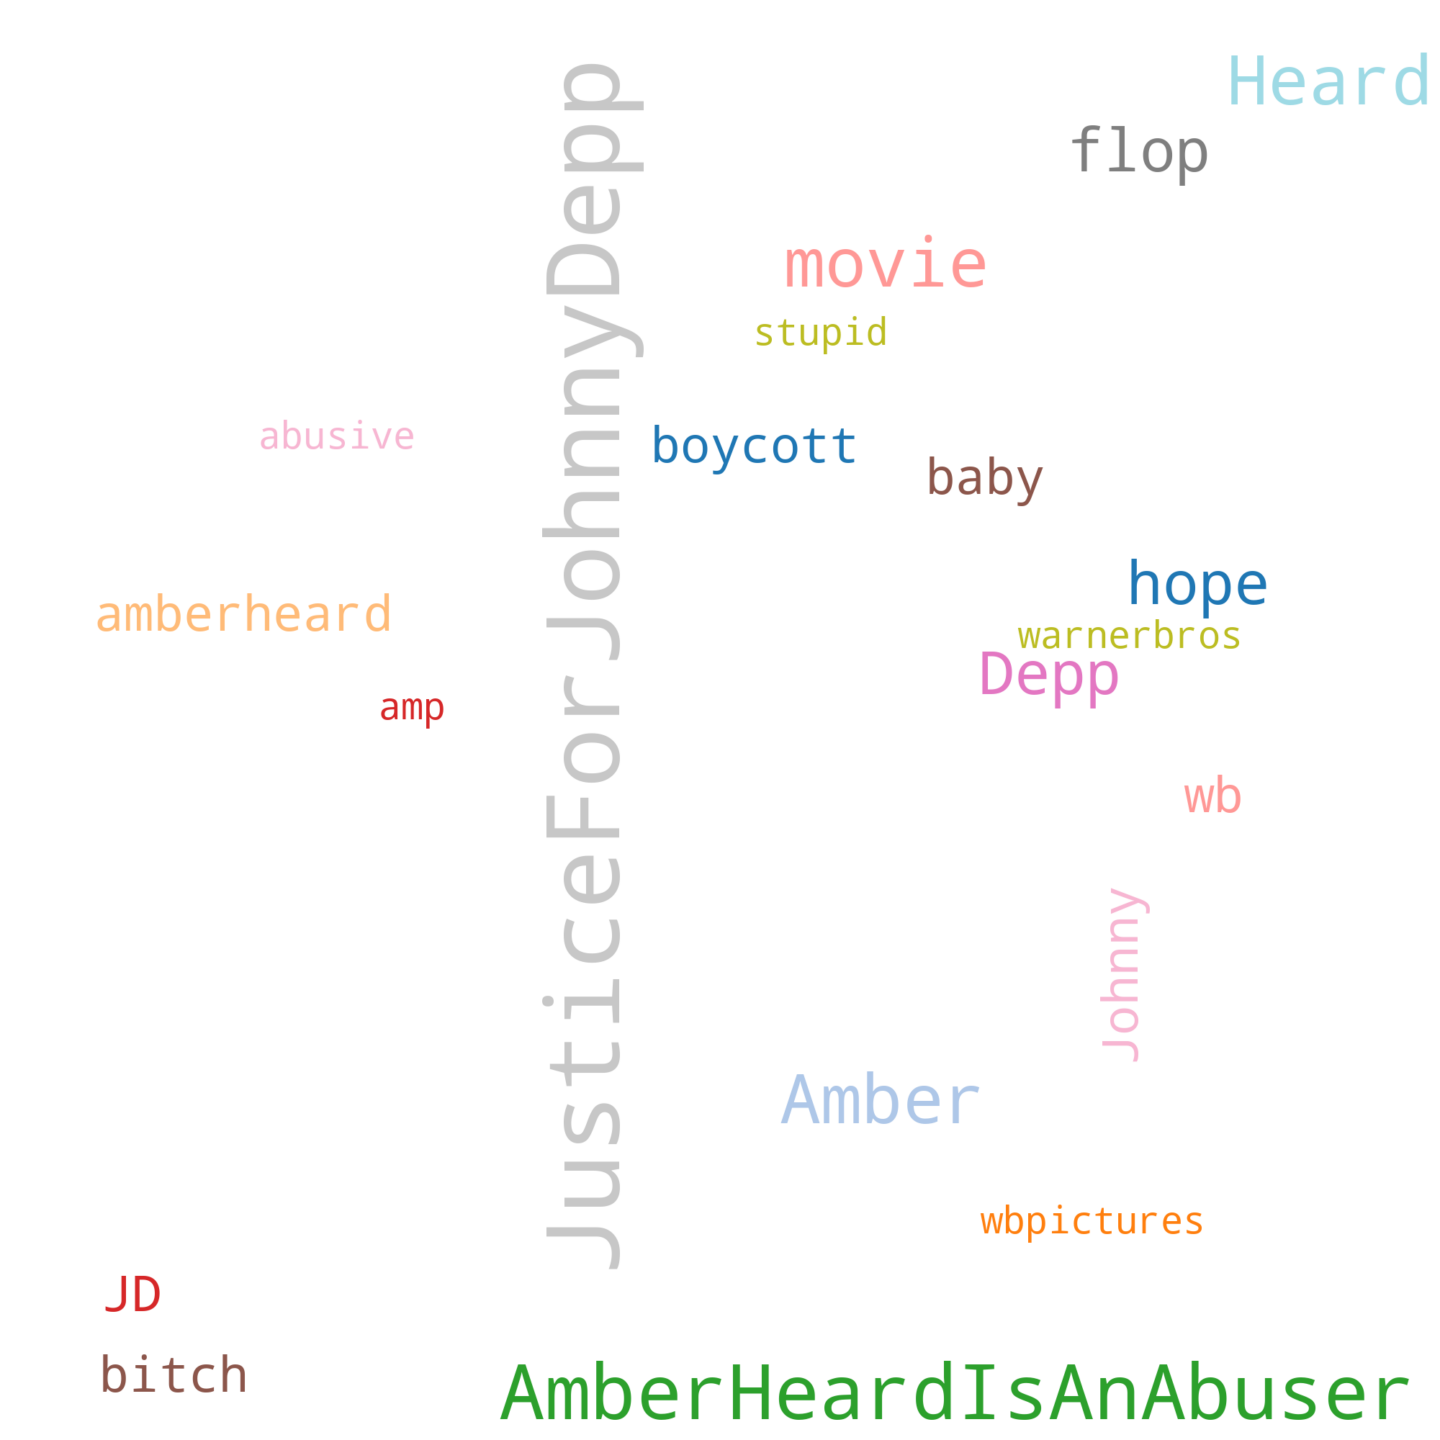 Heard
flop
JusticeForJohnnyDepp
movie
stupid
abusive
boycott
baby
hope
amberheard
warnerbros
Depp
amp
wb
Johnny
Amber
wbpictures
JD
bitch
AmberHeardIsAnAbuser